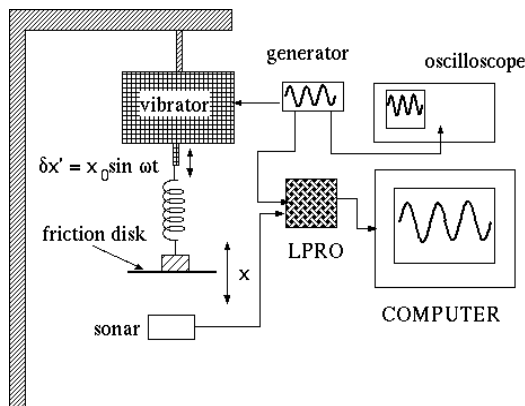 generator
oscilloscope
vibrator
δx' = x₀sin ωt
friction disk
x
LPRO
sonar
COMPUTER